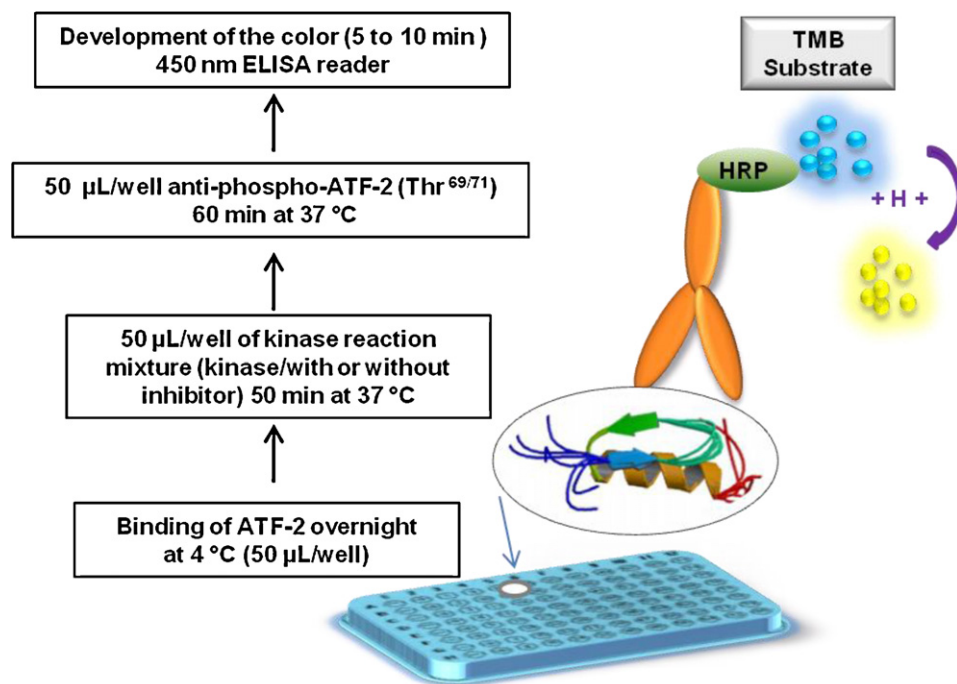 Development of the color (5 to 10 min )
450 nm ELISA reader
50 µL/well anti-phospho-ATF-2 (Thr 69/71)
60 min at 37 °C
50 µL/well of kinase reaction
mixture (kinase/with or without
inhibitor) 50 min at 37 °C
Binding of ATF-2 overnight
at 4 °C (50 µL/well)
TMB
Substrate
HRP
+ H +